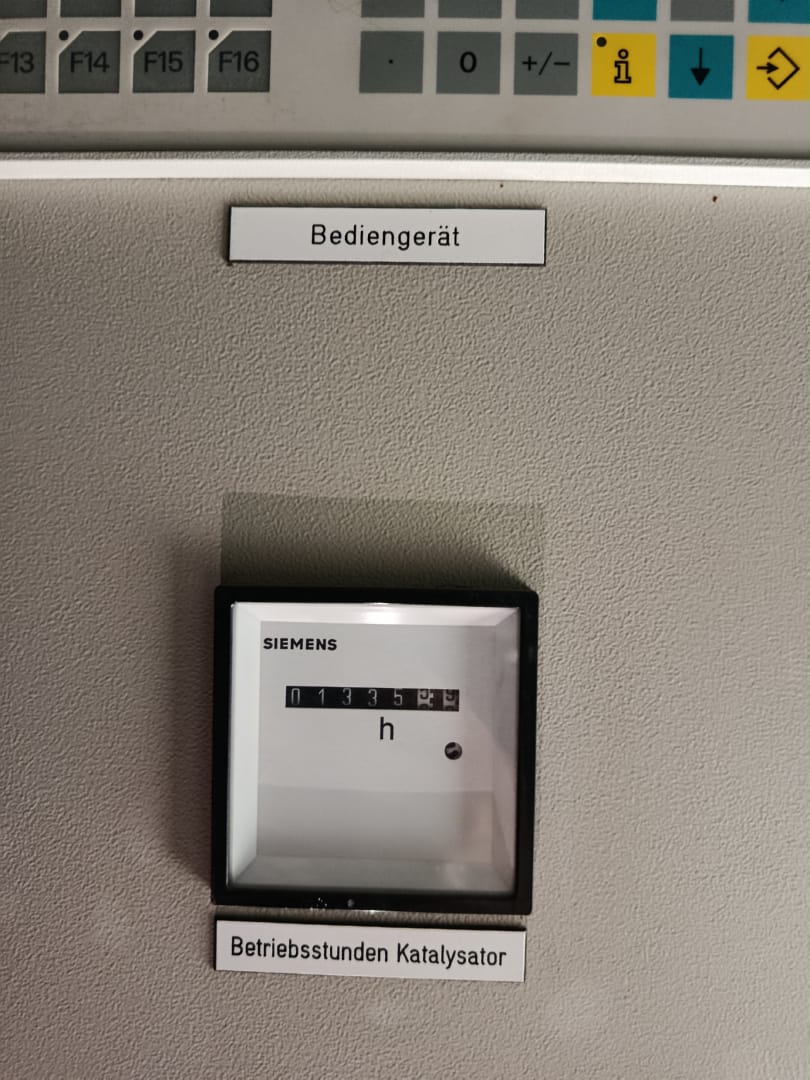 F13 F14 F15 F16 . 0 +/- i
Bediengerät
SIEMENS
01335
h
Betriebsstunden Katalysator